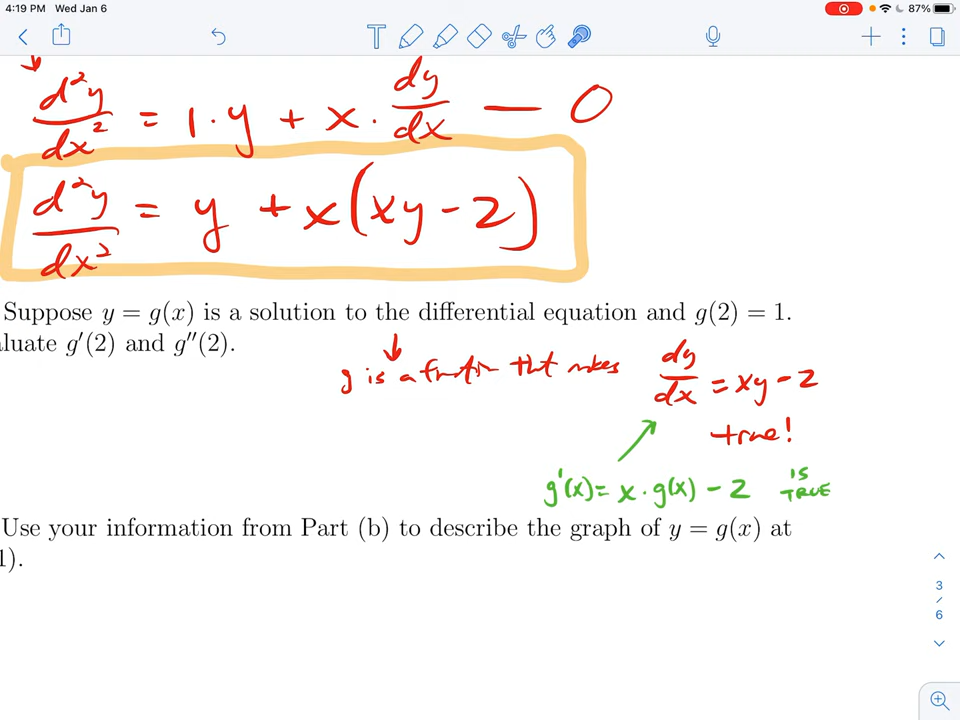 4:19 PM Wed Jan 6
87%
d²y/dx² = 1·y + x·dy/dx — 0
d²y/dx² = y + x(xy-2)
Suppose y = g(x) is a solution to the differential equation and g(2) = 1.
aluate g′(2) and g″(2).
g is a function that makes dy/dx = xy-2
true!
g'(x) = x·g(x) - 2 is TRUE
Use your information from Part (b) to describe the graph of y = g(x) at
1).
3
/
6